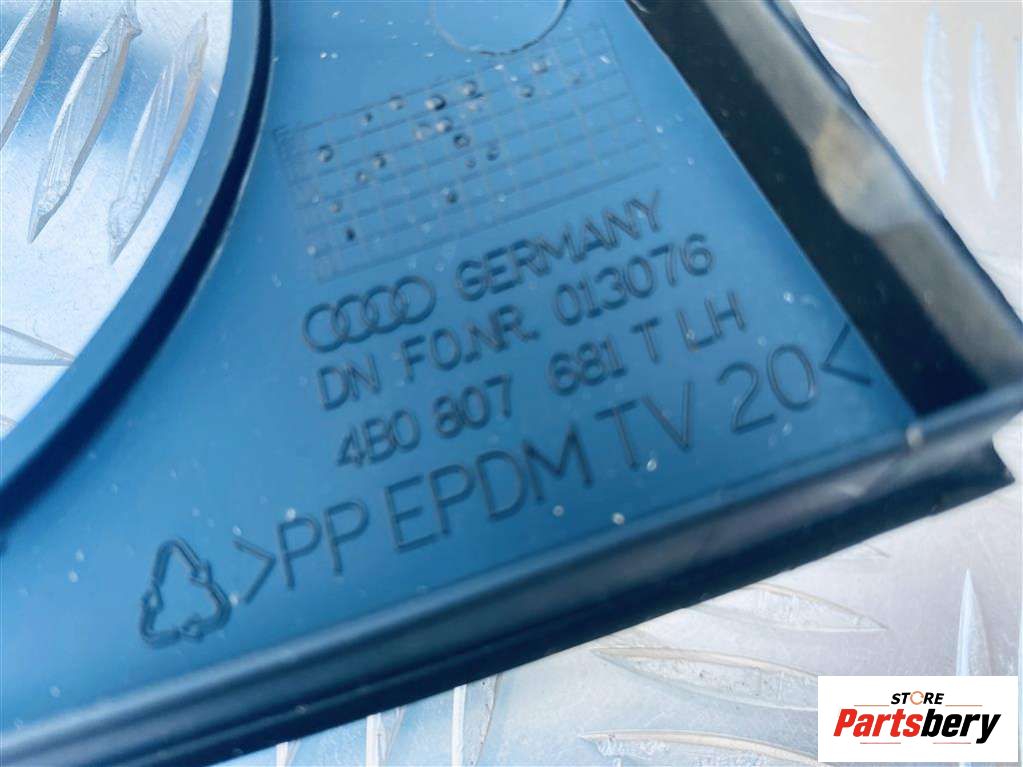 GERMANY
DN FO.NR. 013076
4B0 807 681 T LH
>PP EPDM TV 20<
STORE
Partsbery